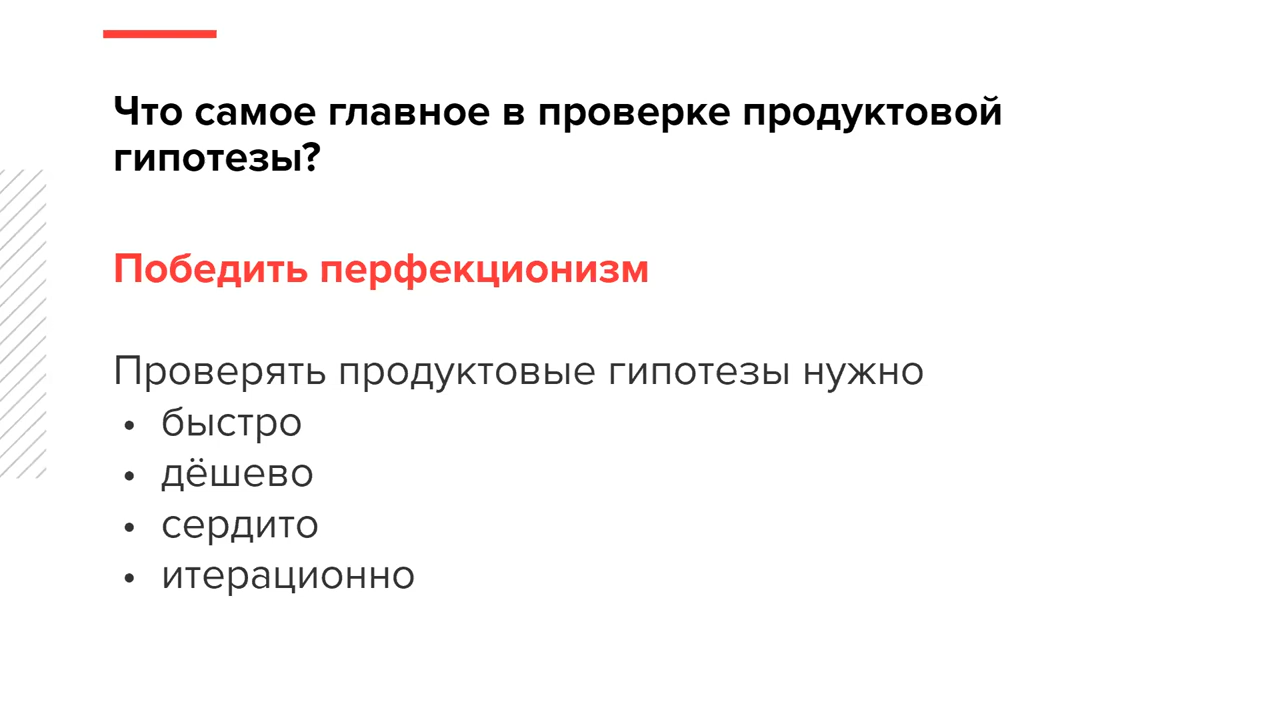 Что самое главное в проверке продуктовой
гипотезы?
Победить перфекционизм
Проверять продуктовые гипотезы нужно
• быстро
• дёшево
• сердито
• итерационно